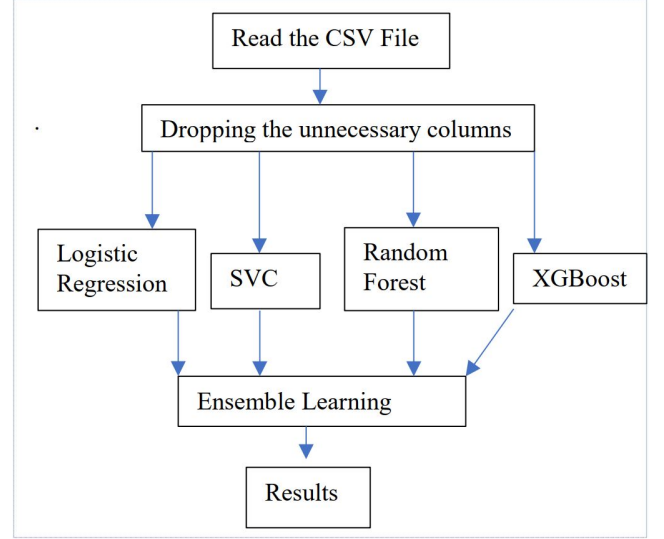 Read the CSV File
Dropping the unnecessary columns
Logistic
Regression
SVC
Random
Forest
XGBoost
Ensemble Learning
Results